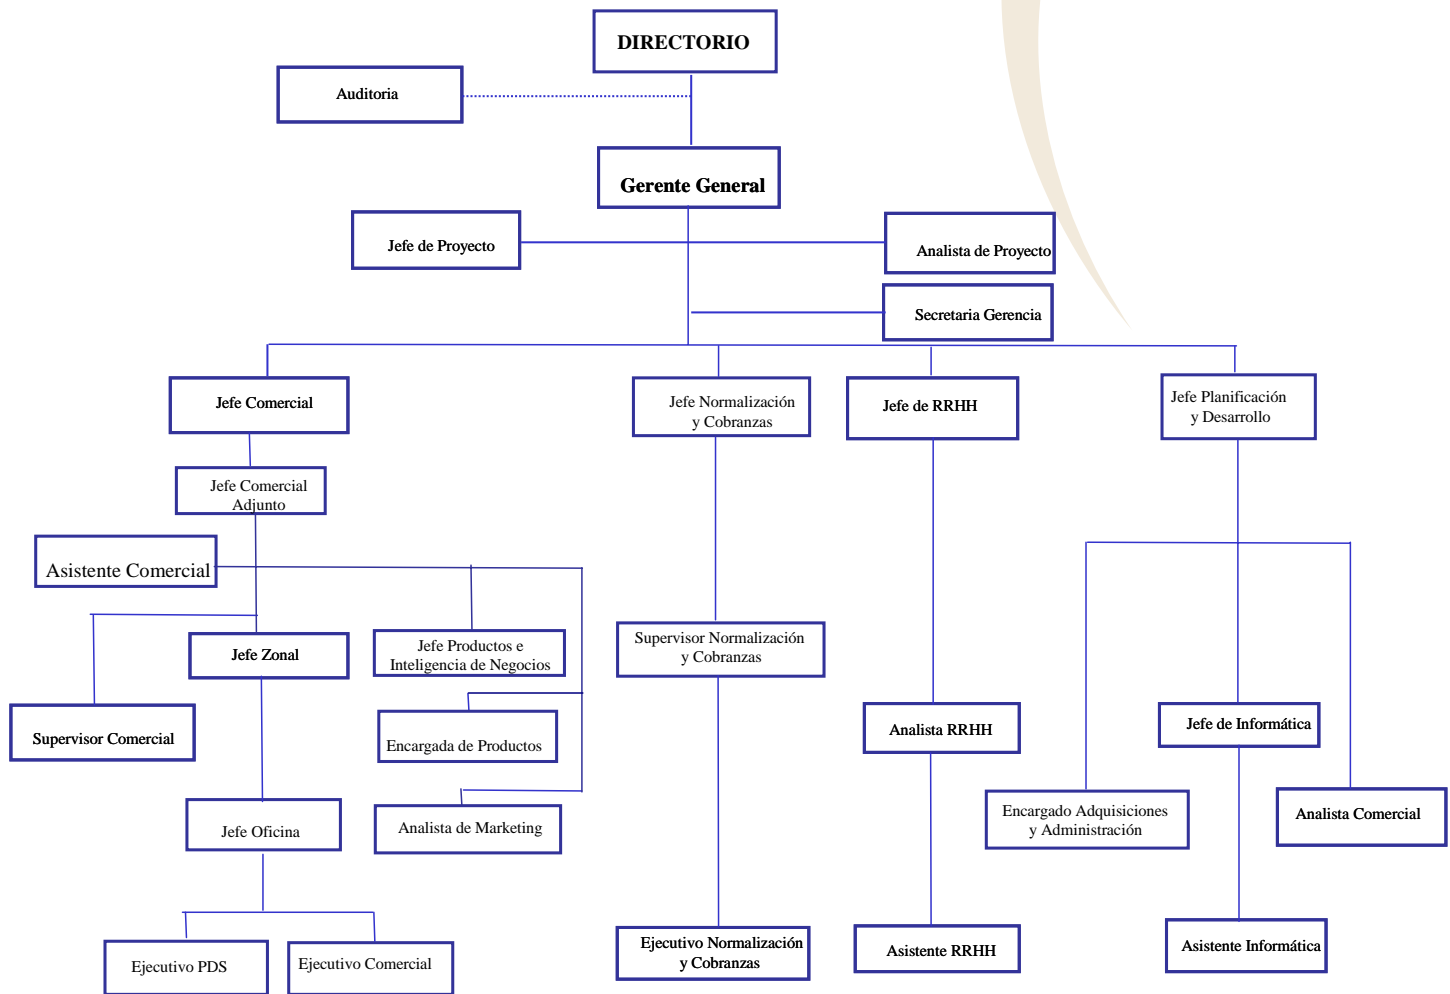 DIRECTORIO
Auditoria
Gerente General
Jefe de Proyecto
Analista de Proyecto
Secretaria Gerencia
Jefe Comercial
Jefe Normalización
y Cobranzas
Jefe de RRHH
Jefe Planificación
y Desarrollo
Jefe Comercial
Adjunto
Asistente Comercial
Jefe Zonal
Jefe Productos e
Inteligencia de Negocios
Supervisor Normalización
y Cobranzas
Supervisor Comercial
Encargada de Productos
Analista RRHH
Jefe de Informática
Jefe Oficina
Analista de Marketing
Encargado Adquisiciones
y Administración
Analista Comercial
Ejecutivo PDS
Ejecutivo Comercial
Ejecutivo Normalización
y Cobranzas
Asistente RRHH
Asistente Informática